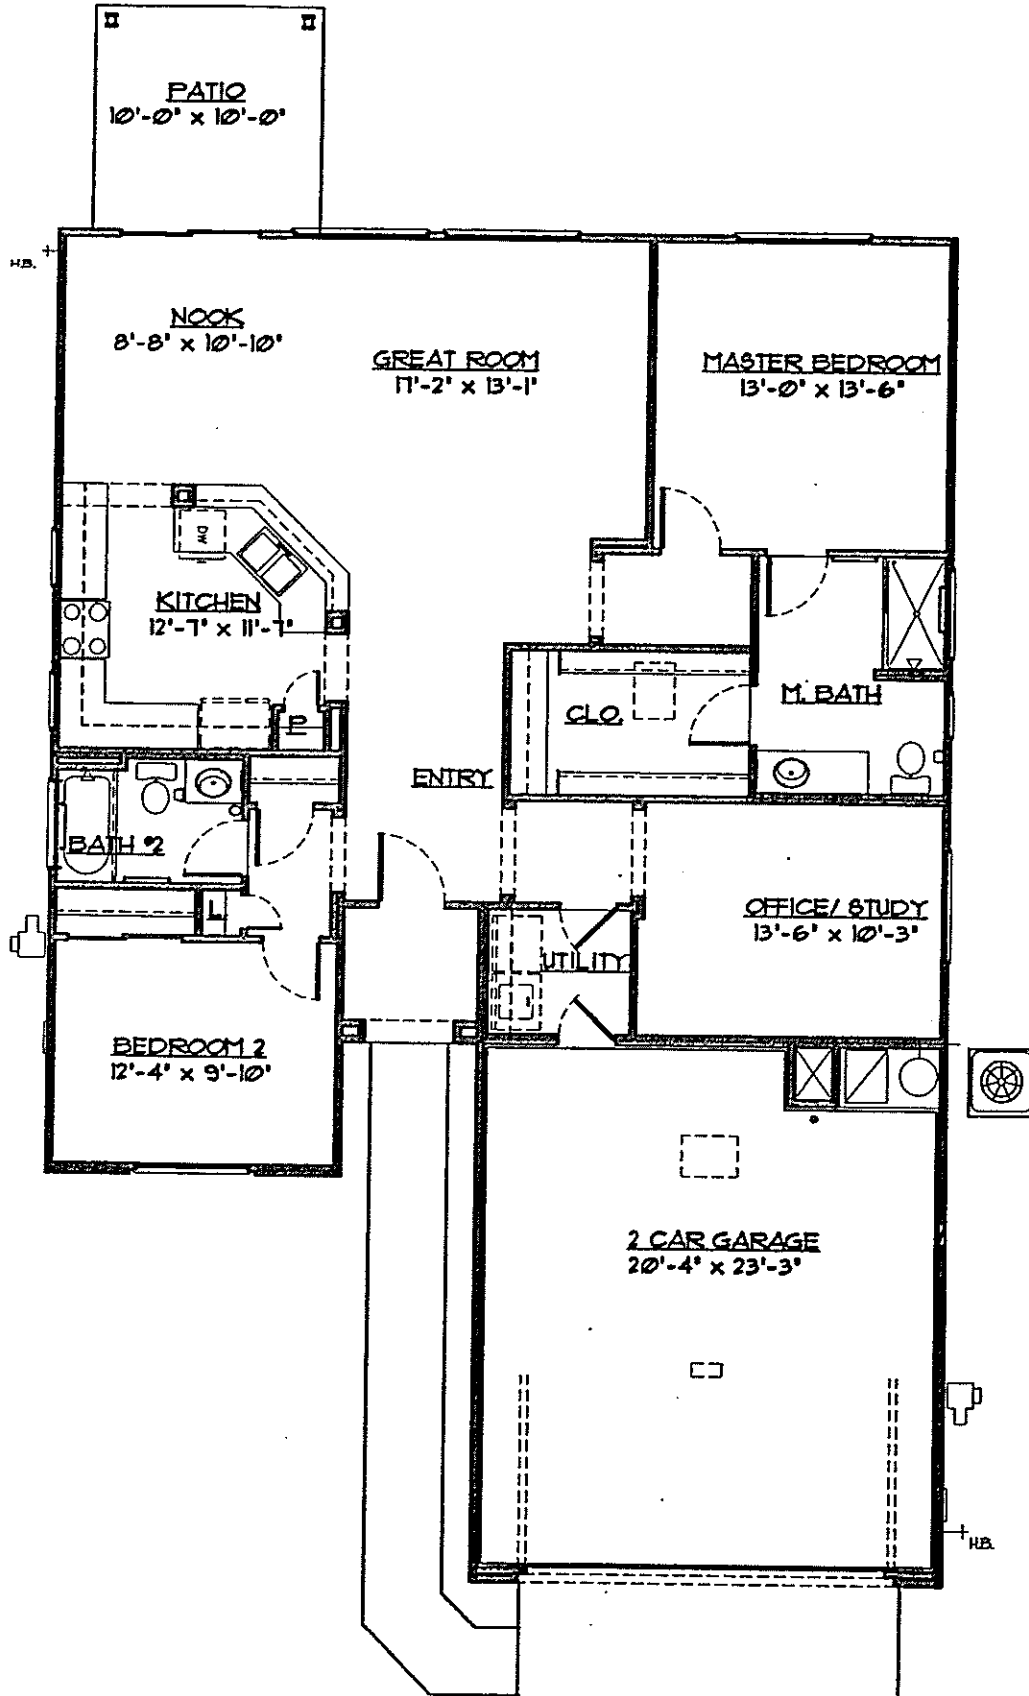 PATIO
10'-0" x 10'-0"
H.B.
NOOK
8'-8" x 10'-10"
GREAT ROOM
17'-2" x 13'-1"
MASTER BEDROOM
13'-0" x 13'-6"
DW
KITCHEN
12'-7" x 11'-7"
P
CLO.
M. BATH
ENTRY
BATH #2
L
OFFICE/ STUDY
13'-6" x 10'-3"
UTILITY
BEDROOM 2
12'-4" x 9'-10"
2 CAR GARAGE
20'-4" x 23'-3"
H.B.